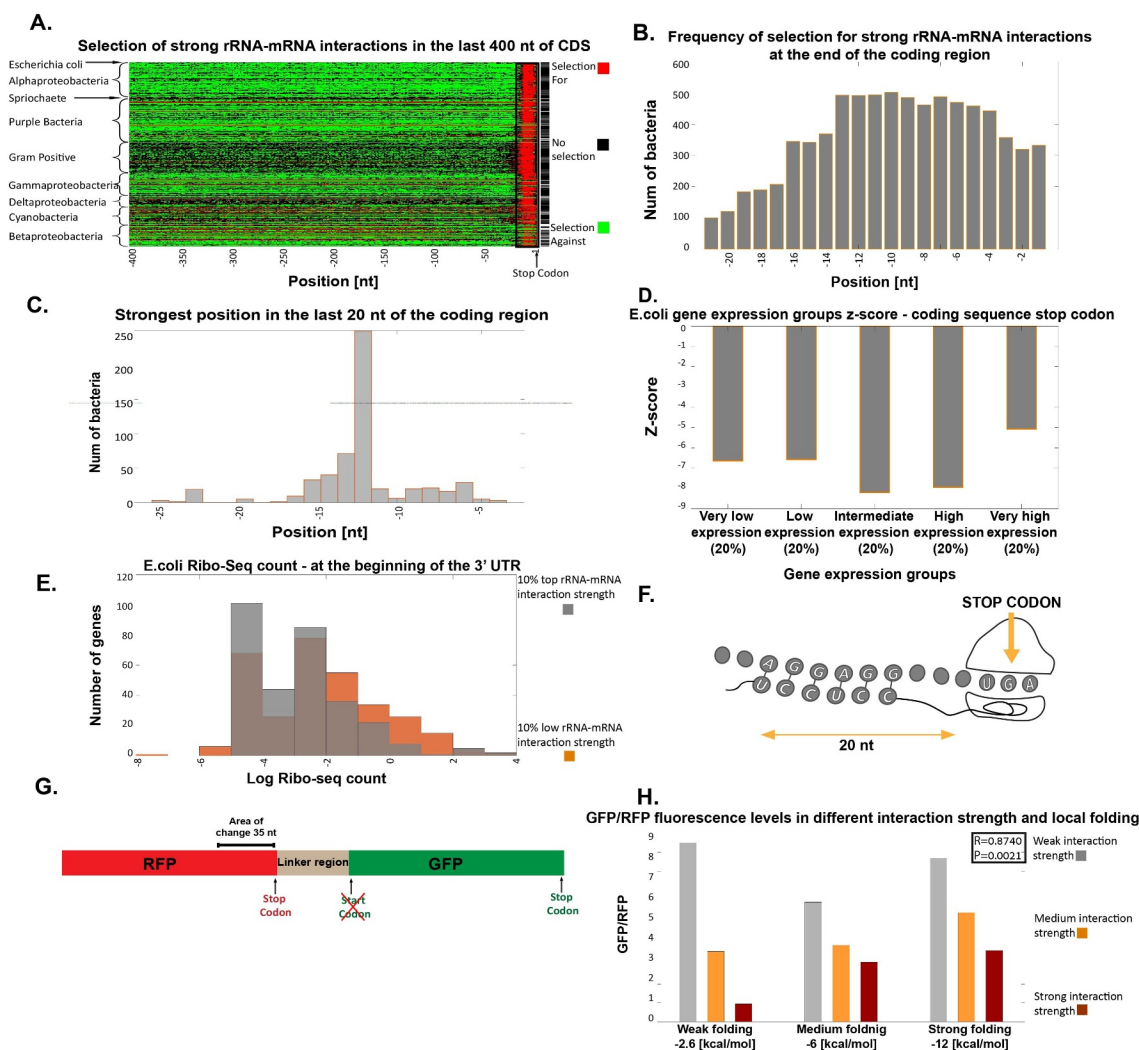 A.
Selection of strong rRNA-mRNA interactions in the last 400 nt of CDS
Escherichia coli
Alphaproteobacteria
Spriochaete
Purple Bacteria
Gram Positive
Gammaproteobacteria
Deltaproteobacteria
Cyanobacteria
Betaproteobacteria
Selection
For
No
selection
Selection
Against
-400
-350
-300
-250
-200
-150
-100
-50
-1
Stop Codon
Position [nt]
B.
Frequency of selection for strong rRNA-mRNA interactions
at the end of the coding region
Num of bacteria
600
500
400
300
200
100
0
-20
-18
-16
-14
-12
-10
-8
-6
-4
-2
Position [nt]
C.
Strongest position in the last 20 nt of the coding region
Num of bacteria
250
200
150
100
50
0
-25
-20
-15
-10
-5
Position [nt]
D.
E.coli gene expression groups z-score - coding sequence stop codon
Z-score
0
-1
-2
-3
-4
-5
-6
-7
-8
-9
Very low
expression
(20%)
Low
expression
(20%)
Intermediate
expression
(20%)
High
expression
(20%)
Very high
expression
(20%)
Gene expression groups
E.
E.coli Ribo-Seq count - at the beginning of the 3' UTR
10% top rRNA-mRNA
interaction strength
10% low rRNA-mRNA
interaction strength
Number of genes
120
100
80
60
40
20
0
-8
-6
-4
-2
0
2
4
Log Ribo-seq count
F.
STOP CODON
A G G A G G U G A
U C C U C C
20 nt
G.
Area of
change 35 nt
RFP
Linker region
GFP
Stop
Codon
Start
Codon
Stop
Codon
H.
GFP/RFP fluorescence levels in different interaction strength and local folding
R=0.8740
P=0.0021
Weak interaction
strength
Medium interaction
strength
Strong interaction
strength
GFP/RFP
9
8
7
6
5
4
3
2
1
0
Weak folding
-2.6 [kcal/mol]
Medium foldnig
-6 [kcal/mol]
Strong folding
-12 [kcal/mol]